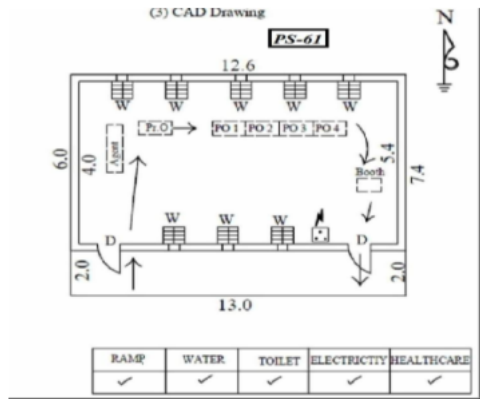 (3) CAD Drawing
PS-61
N
12.6
W W W W W
Pr.O PO 1 PO 2 PO 3 PO 4
Agent
6.0
4.0
5.4
7.4
Booth
W W W
D D
2.0 2.0
13.0
RAMP WATER TOILET ELECTRICTIY HEALTHCARE